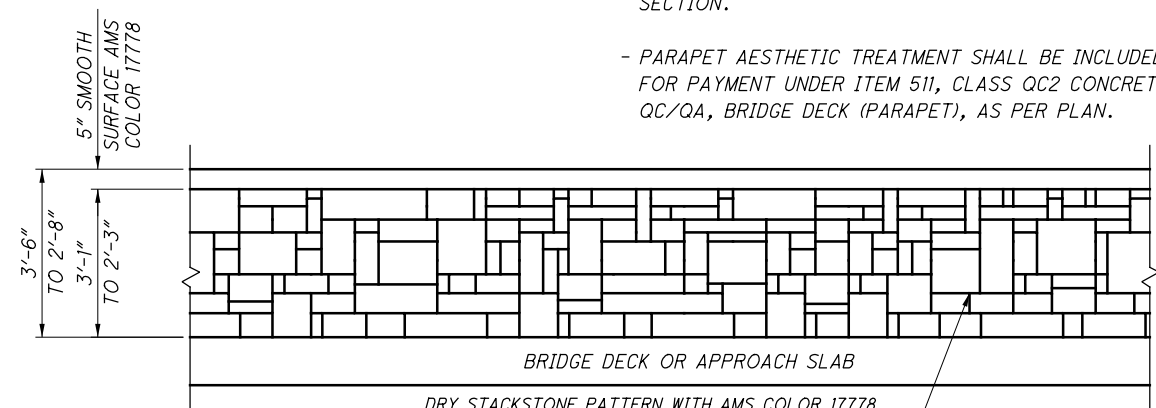 SECTION.
- PARAPET AESTHETIC TREATMENT SHALL BE INCLUDED
FOR PAYMENT UNDER ITEM 511, CLASS QC2 CONCRET
QC/QA, BRIDGE DECK (PARAPET), AS PER PLAN.
5" SMOOTH
SURFACE AMS
COLOR 17778
3'-6"
TO 2'-8"
3'-1"
TO 2'-3"
BRIDGE DECK OR APPROACH SLAB
DRY STACKSTONE PATTERN WITH AMS COLOR 17778